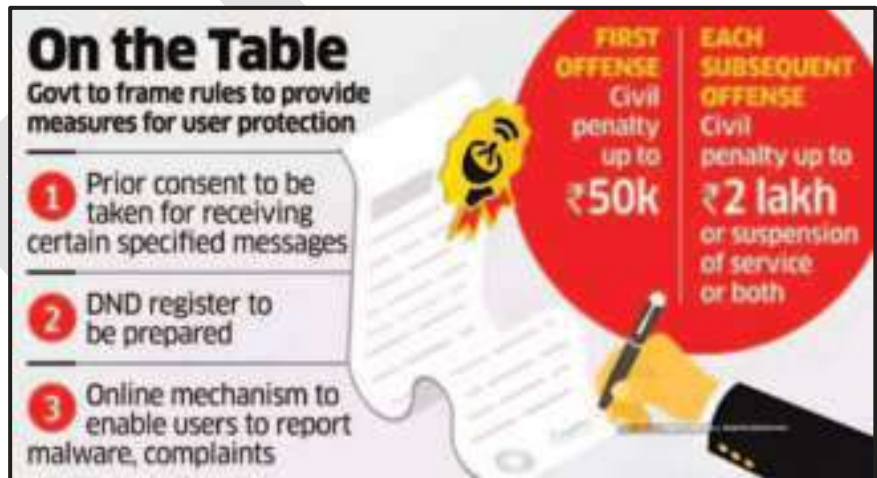 On the Table
Govt to frame rules to provide
measures for user protection
1 Prior consent to be
taken for receiving
certain specified messages
2 DND register to
be prepared
3 Online mechanism to
enable users to report
malware, complaints
FIRST
OFFENSE
Civil
penalty
up to
₹50k
EACH
SUBSEQUENT
OFFENSE
Civil
penalty up to
₹2 lakh
or suspension
of service
or both